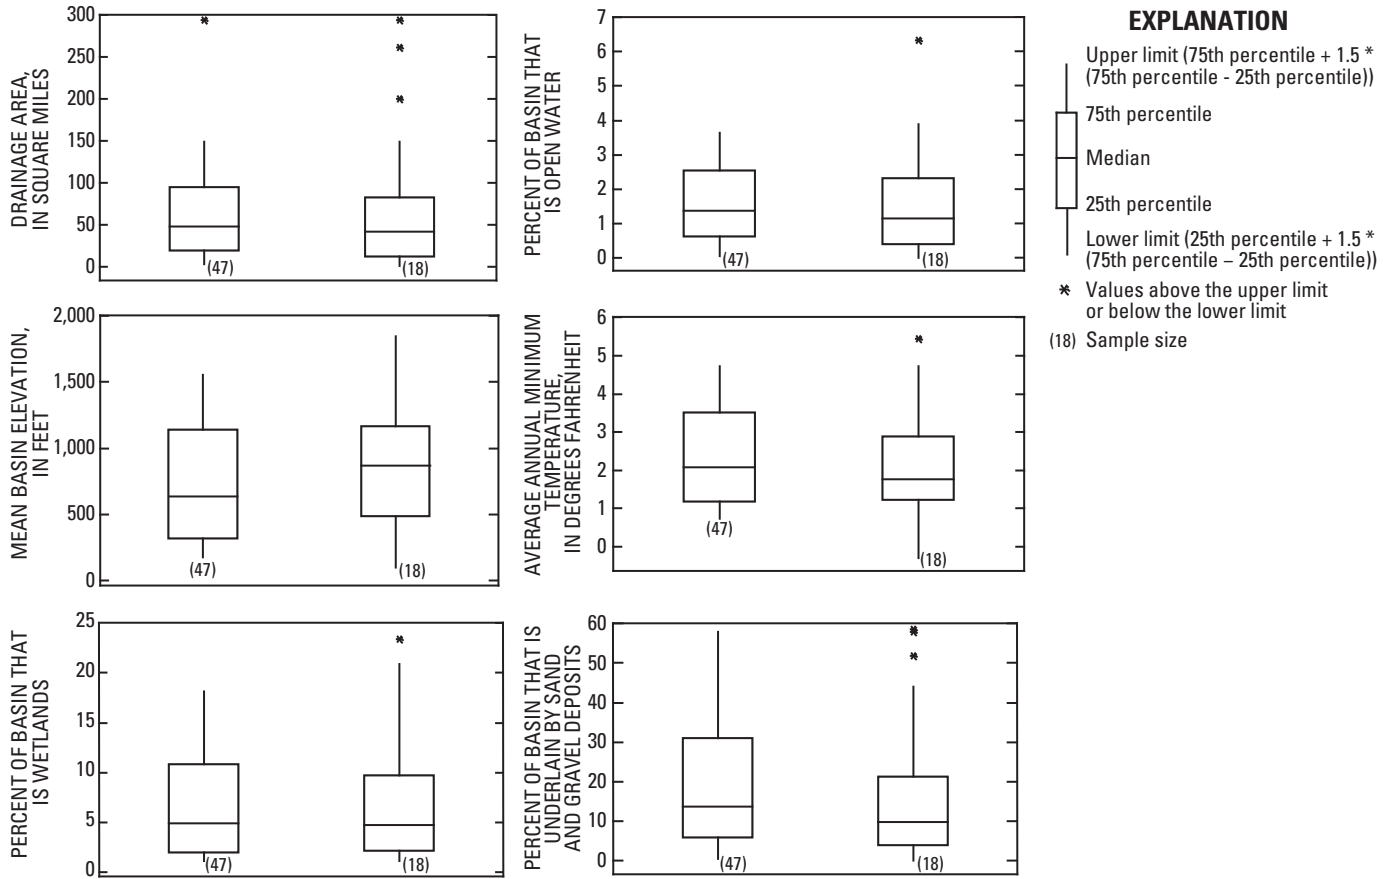 DRAINAGE AREA,
IN SQUARE MILES
300
250
200
150
100
50
0
(47)
(18)
PERCENT OF BASIN THAT
IS OPEN WATER
7
6
5
4
3
2
1
0
(47)
(18)
EXPLANATION
Upper limit (75th percentile + 1.5 *
(75th percentile - 25th percentile))
75th percentile
Median
25th percentile
Lower limit (25th percentile + 1.5 *
(75th percentile – 25th percentile))
* Values above the upper limit
or below the lower limit
(18) Sample size
MEAN BASIN ELEVATION,
IN FEET
2,000
1,500
1,000
500
0
(47)
(18)
AVERAGE ANNUAL MINIMUM
TEMPERATURE,
IN DEGREES FAHRENHEIT
6
5
4
3
2
1
0
(47)
(18)
PERCENT OF BASIN THAT
IS WETLANDS
25
20
15
10
5
0
(47)
(18)
PERCENT OF BASIN THAT IS
UNDERLAIN BY SAND
AND GRAVEL DEPOSITS
60
50
40
30
20
10
0
(47)
(18)